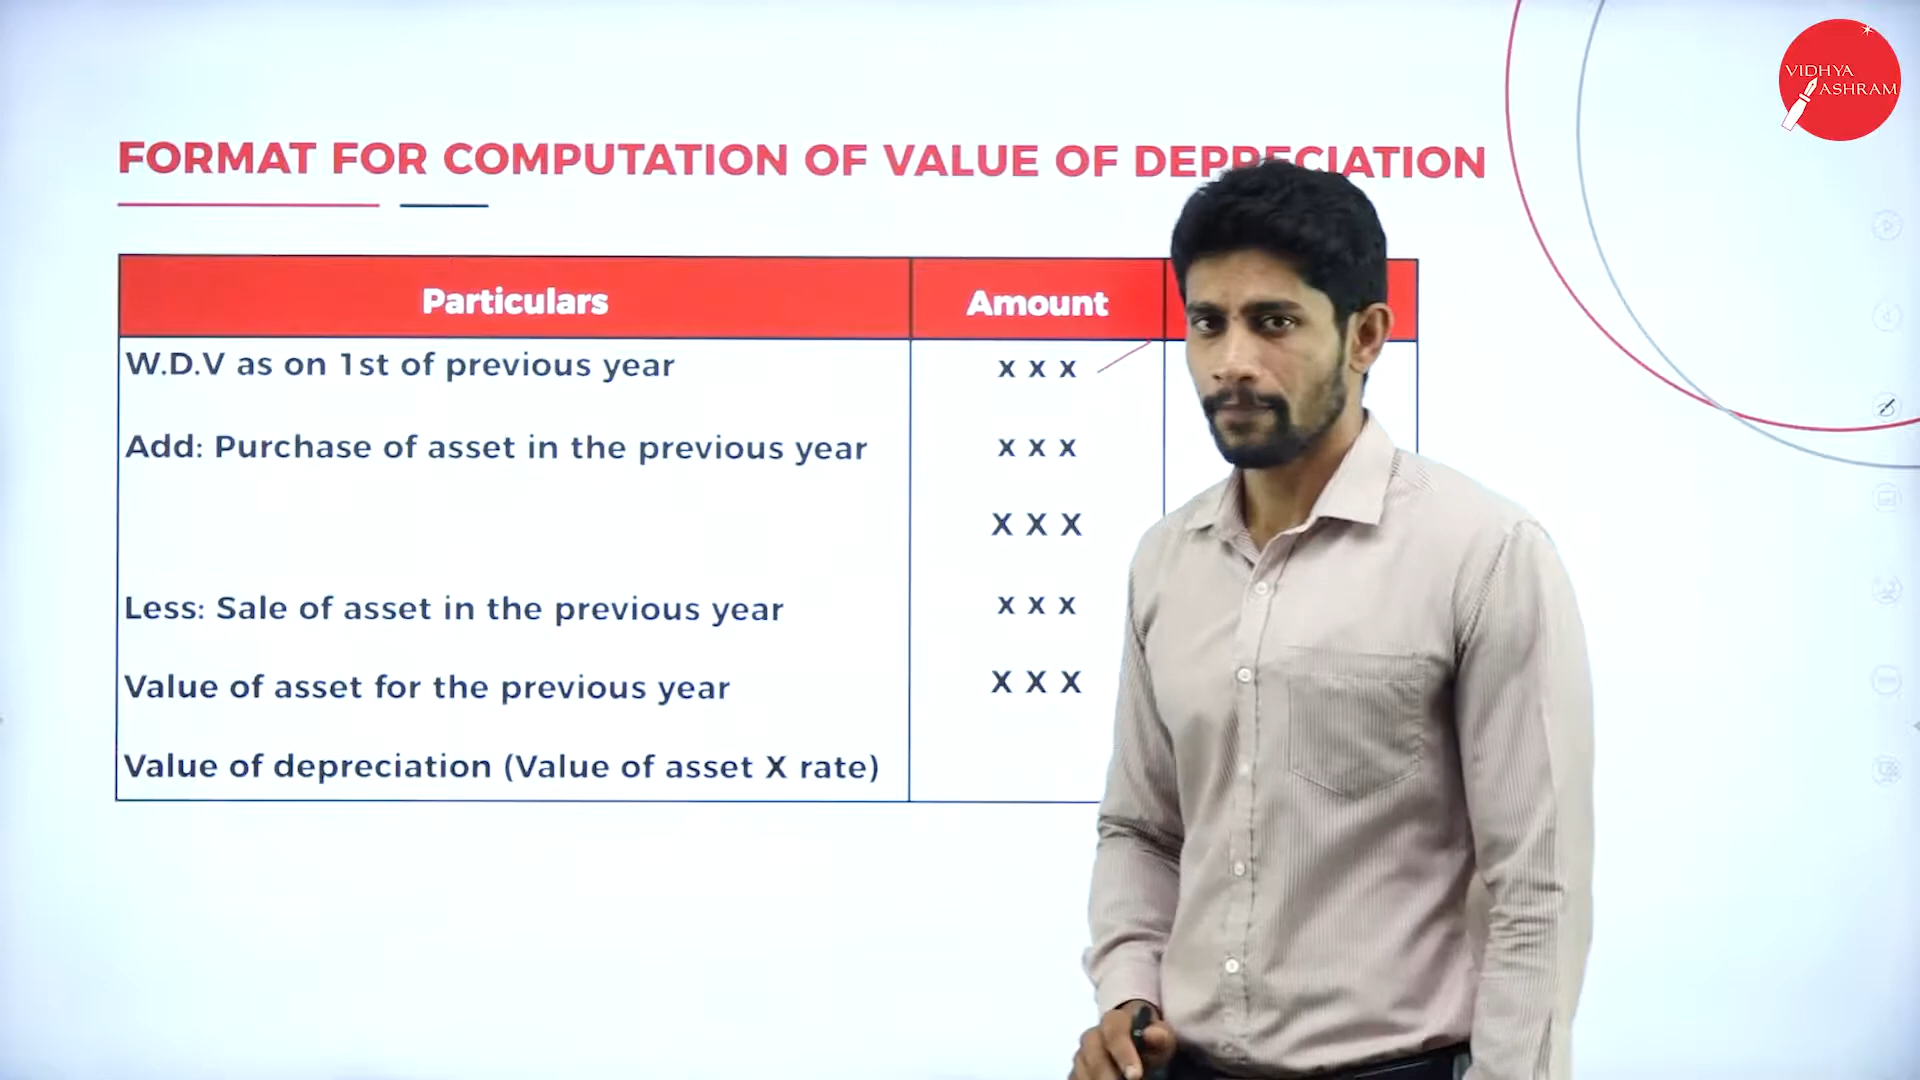 VIDHYA
ASHRAM
FORMAT FOR COMPUTATION OF VALUE OF DEPRECIATION
Particulars Amount
W.D.V as on 1st of previous year x x x
Add: Purchase of asset in the previous year x x x
X X X
Less: Sale of asset in the previous year x x x
Value of asset for the previous year X X X
Value of depreciation (Value of asset X rate)